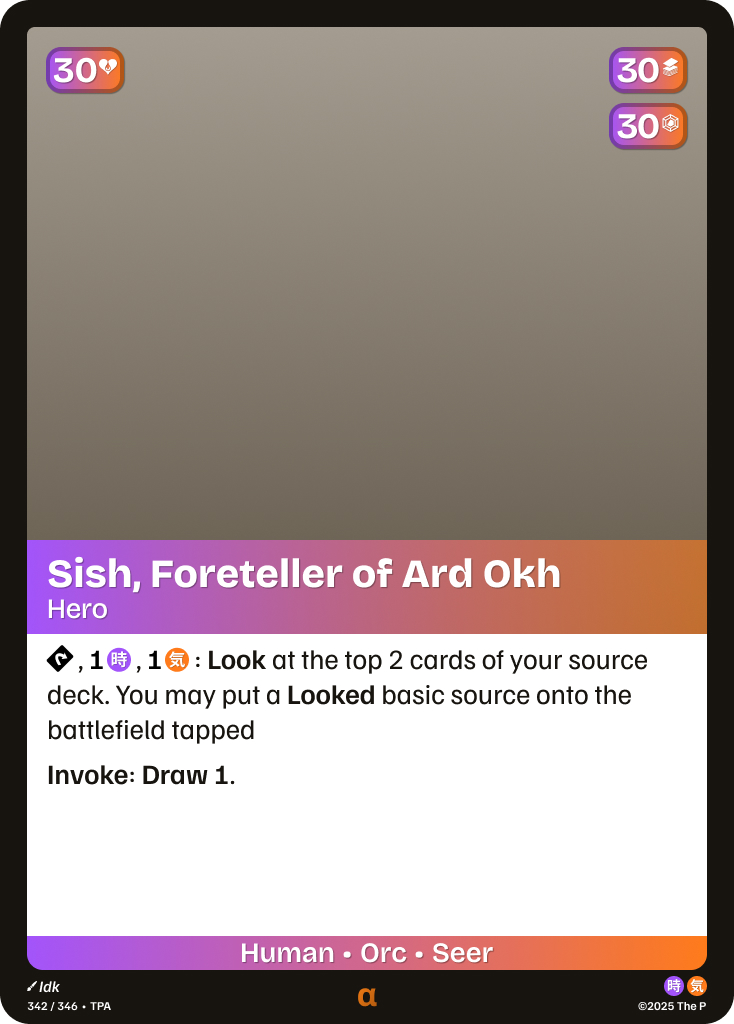 30
30
30
Sish, Foreteller of Ard Okh
Hero
, 1 時 , 1 気 : Look at the top 2 cards of your source
deck. You may put a Looked basic source onto the
battlefield tapped
Invoke: Draw 1.
Human • Orc • Seer
Idk
342 / 346 • TPA
α
時 気
©2025 The P